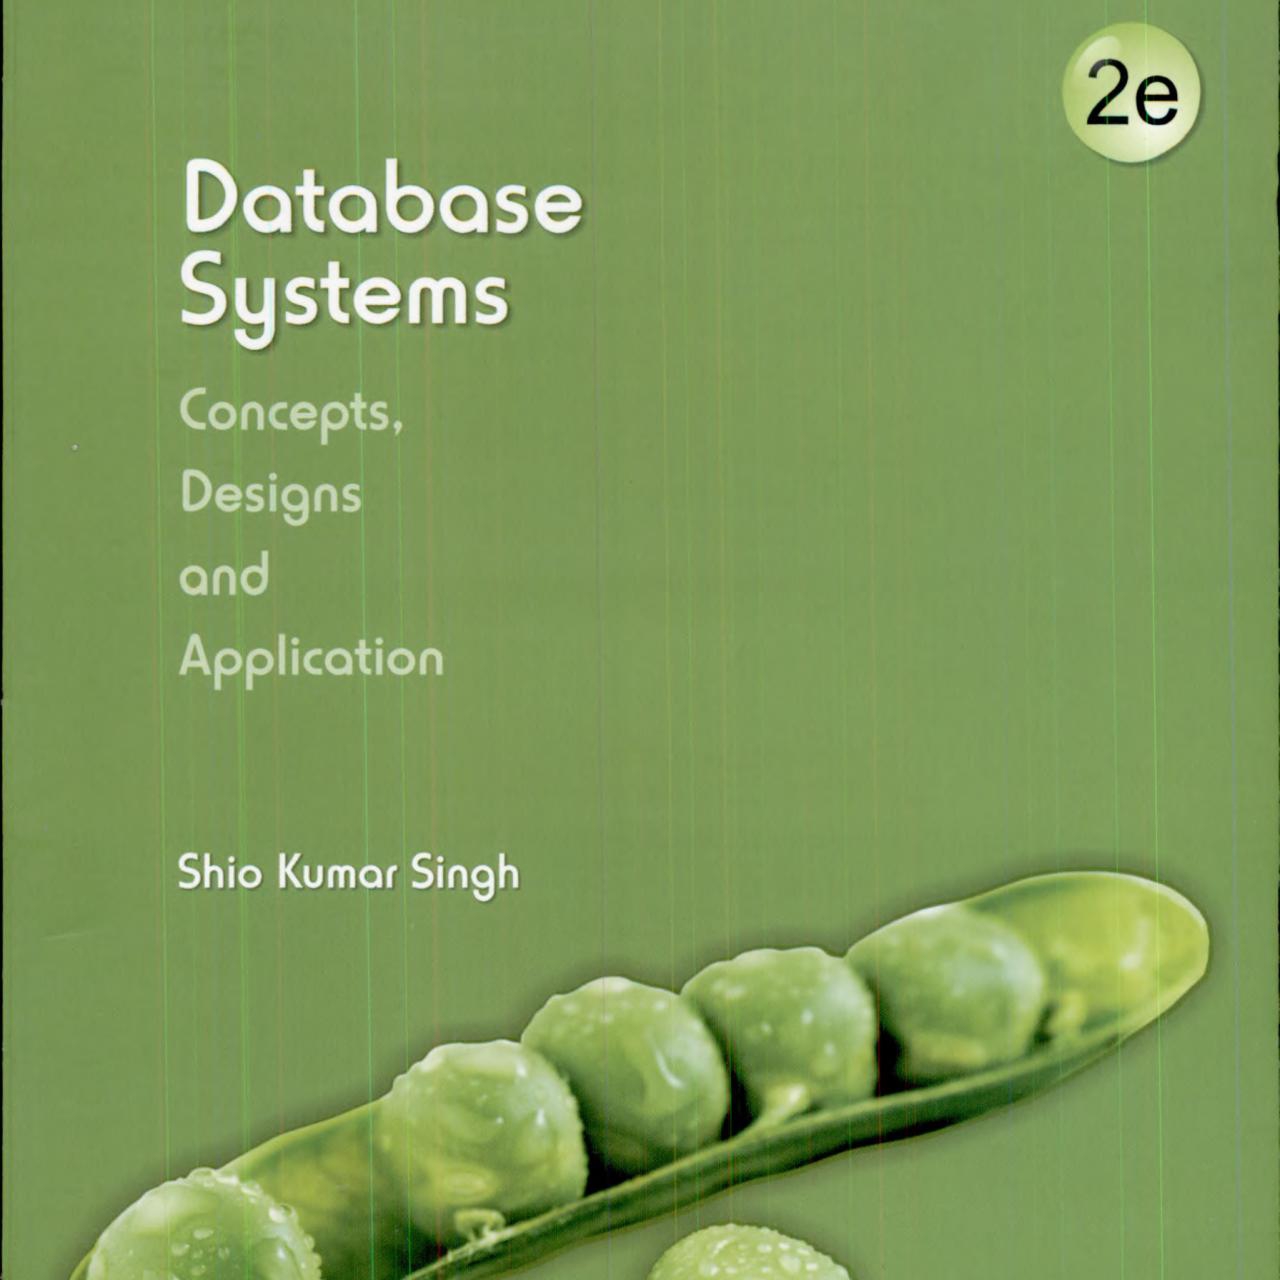 2e
Database
Systems
Concepts,
Designs
and
Application
Shio Kumar Singh